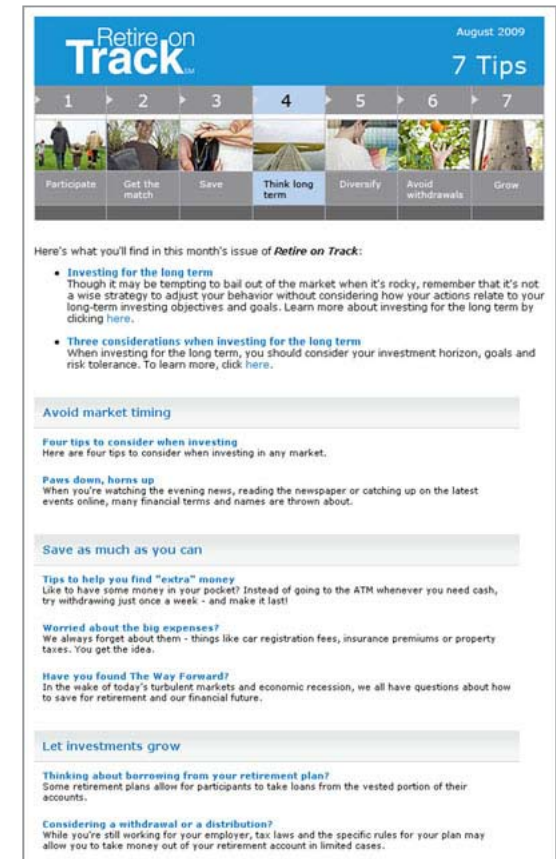 Retire on
Track SM
August 2009
7 Tips
1 2 3 4 5 6 7
Participate
Get the
match
Save
Think long
term
Diversify
Avoid
withdrawals
Grow
Here's what you'll find in this month's issue of Retire on Track:
• Investing for the long term
Though it may be tempting to bail out of the market when it's rocky, remember that it's not
a wise strategy to adjust your behavior without considering how your actions relate to your
long-term investing objectives and goals. Learn more about investing for the long term by
clicking here.
• Three considerations when investing for the long term
When investing for the long term, you should consider your investment horizon, goals and
risk tolerance. To learn more, click here.
Avoid market timing
Four tips to consider when investing
Here are four tips to consider when investing in any market.
Paws down, horns up
When you're watching the evening news, reading the newspaper or catching up on the latest
events online, many financial terms and names are thrown about.
Save as much as you can
Tips to help you find "extra" money
Like to have some money in your pocket? Instead of going to the ATM whenever you need cash,
try withdrawing just once a week - and make it last!
Worried about the big expenses?
We always forget about them - things like car registration fees, insurance premiums or property
taxes. You get the idea.
Have you found The Way Forward?
In the wake of today's turbulent markets and economic recession, we all have questions about how
to save for retirement and our financial future.
Let investments grow
Thinking about borrowing from your retirement plan?
Some retirement plans allow for participants to take loans from the vested portion of their
accounts.
Considering a withdrawal or a distribution?
While you're still working for your employer, tax laws and the specific rules for your plan may
allow you to take money out of your retirement account in limited cases.